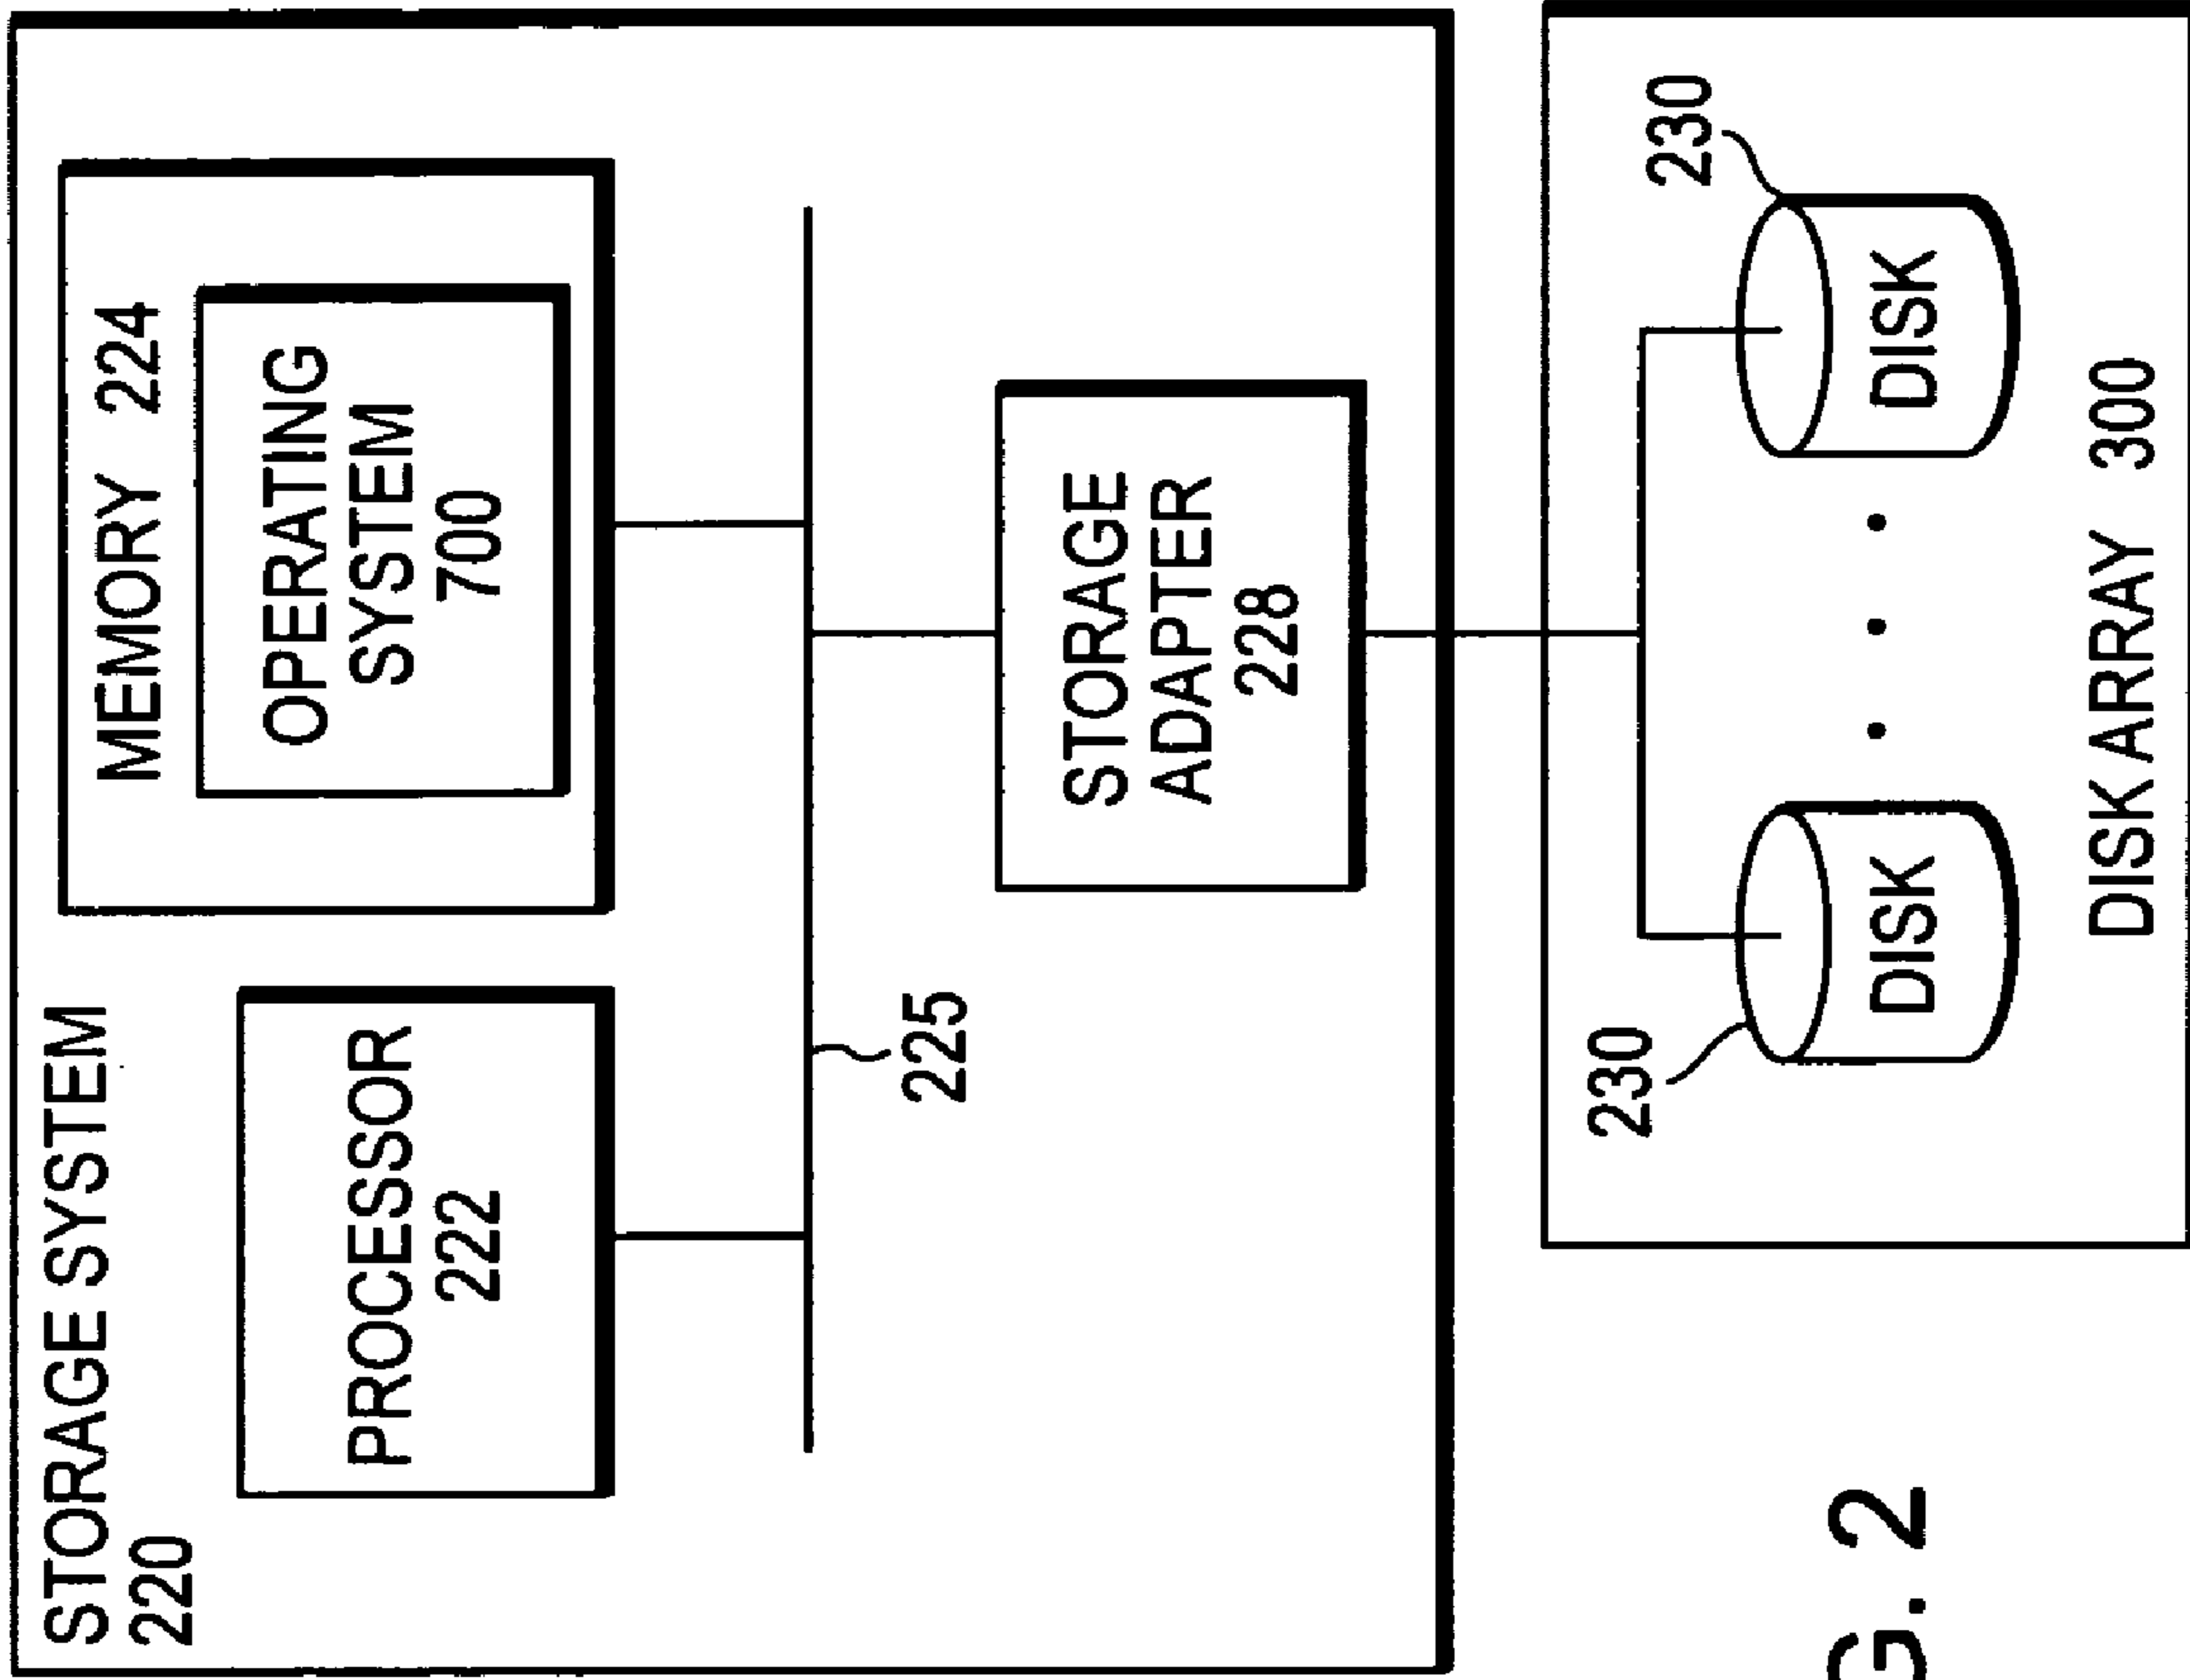 STORAGE SYSTEM
220
MEMORY 224
OPERATING
SYSTEM
700
PROCESSOR
222
225
STORAGE
ADAPTER
228
230
230
DISK
DISK
DISK ARRAY 300
G. 2